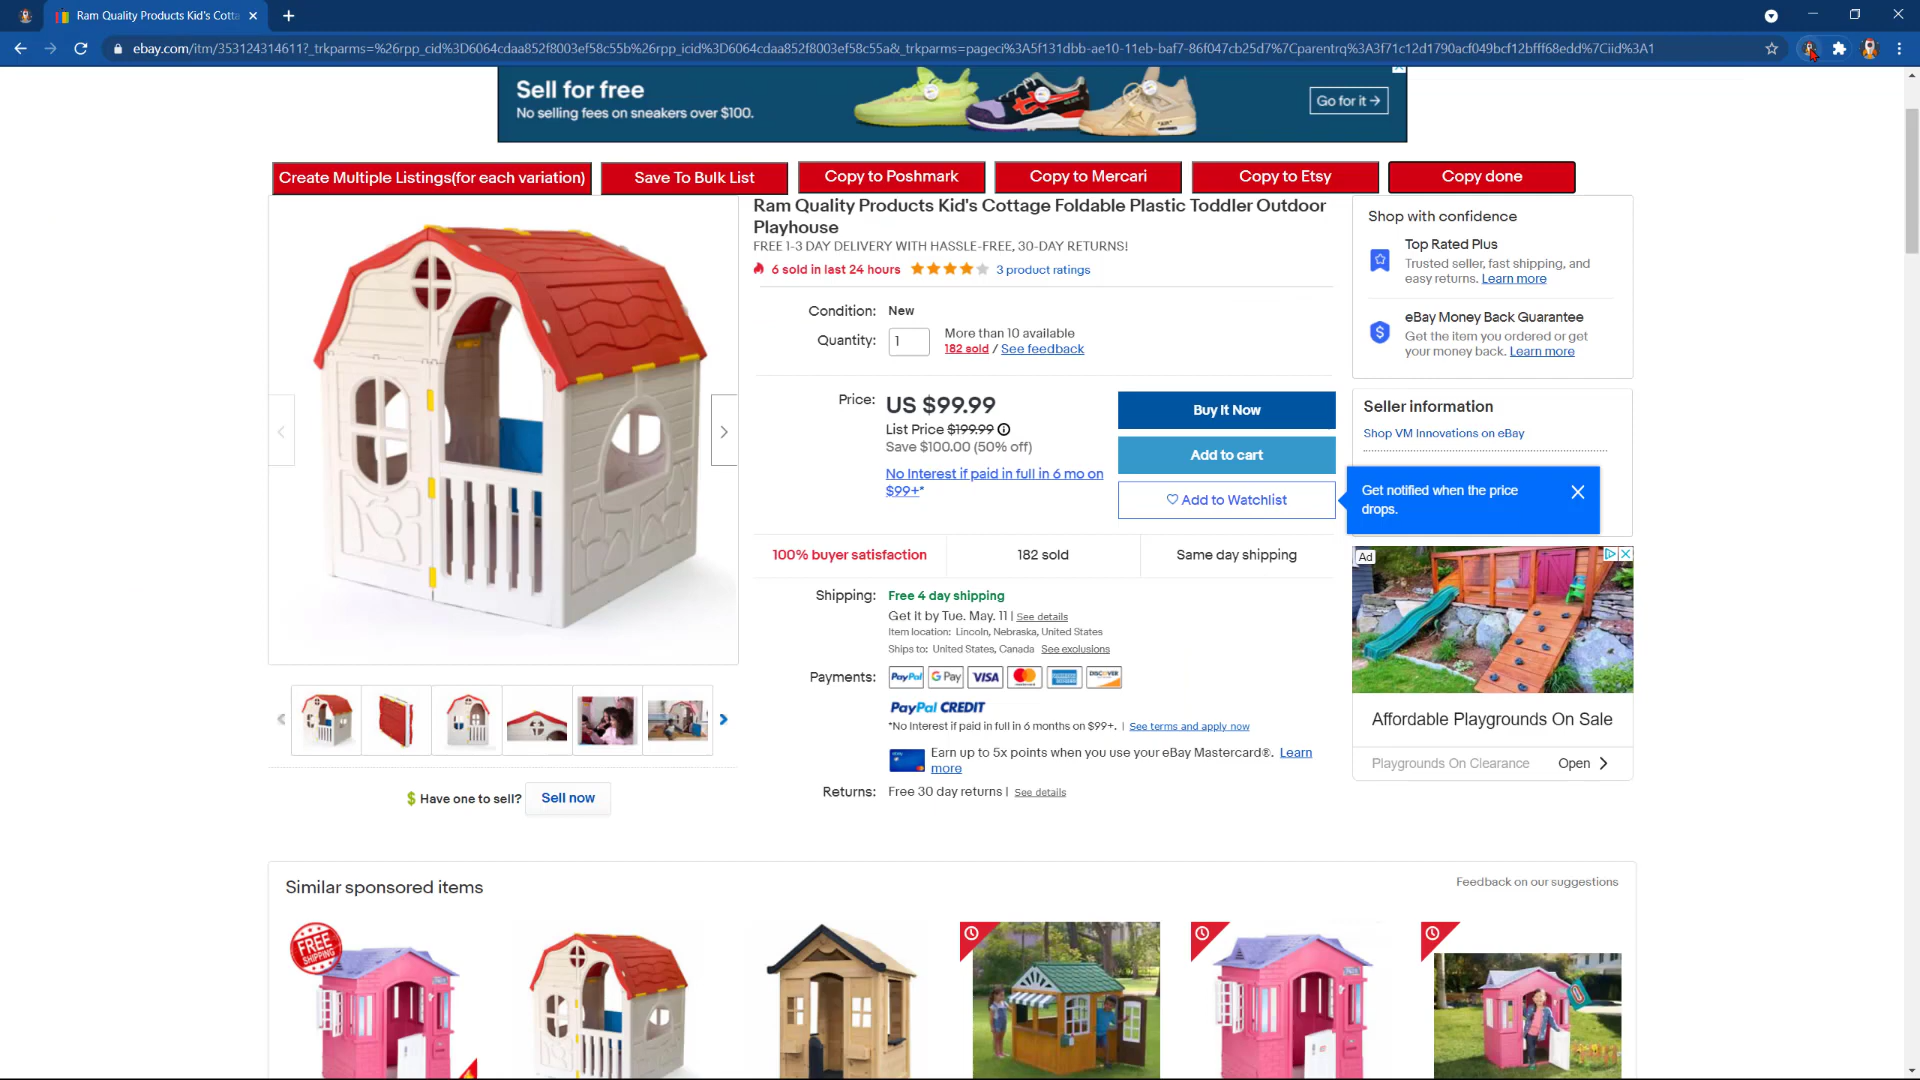 Ram Quality Products Kid's Cotta
ebay.com/itm/353124314611?_trkparms=%26rpp_cid%3D6064cdaa852f8003ef58c55b%26rpp_icid%3D6064cdaa852f8003ef58c55a&_trkparms=pageci%3A5f131dbb-ae10-11eb-baf7-86f047cb25d7%7Cparentrq%3A3f71c12d1790acf049bcf12bfff68edd%7Ciid%3A1
Sell for free
No selling fees on sneakers over $100.
Go for it →
Create Multiple Listings(for each variation)
Save To Bulk List
Copy to Poshmark
Copy to Mercari
Copy to Etsy
Copy done
Ram Quality Products Kid's Cottage Foldable Plastic Toddler Outdoor
Playhouse
FREE 1-3 DAY DELIVERY WITH HASSLE-FREE, 30-DAY RETURNS!
6 sold in last 24 hours
3 product ratings
Condition: New
Quantity: 1
More than 10 available
182 sold / See feedback
Price: US $99.99
List Price $199.99
Save $100.00 (50% off)
No Interest if paid in full in 6 mo on
$99+*
Buy It Now
Add to cart
Add to Watchlist
100% buyer satisfaction
182 sold
Same day shipping
Shipping: Free 4 day shipping
Get it by Tue. May. 11 | See details
Item location: Lincoln, Nebraska, United States
Ships to: United States, Canada See exclusions
Payments: PayPal G Pay VISA DISCOVER
PayPal CREDIT
*No Interest if paid in full in 6 months on $99+. | See terms and apply now
Earn up to 5x points when you use your eBay Mastercard®. Learn
more
Returns: Free 30 day returns | See details
Shop with confidence
Top Rated Plus
Trusted seller, fast shipping, and
easy returns. Learn more
eBay Money Back Guarantee
Get the item you ordered or get
your money back. Learn more
Seller information
Shop VM Innovations on eBay
Get notified when the price
drops.
Ad
Affordable Playgrounds On Sale
Playgrounds On Clearance
Open
Have one to sell? Sell now
Similar sponsored items
Feedback on our suggestions
FREE
SHIPPING